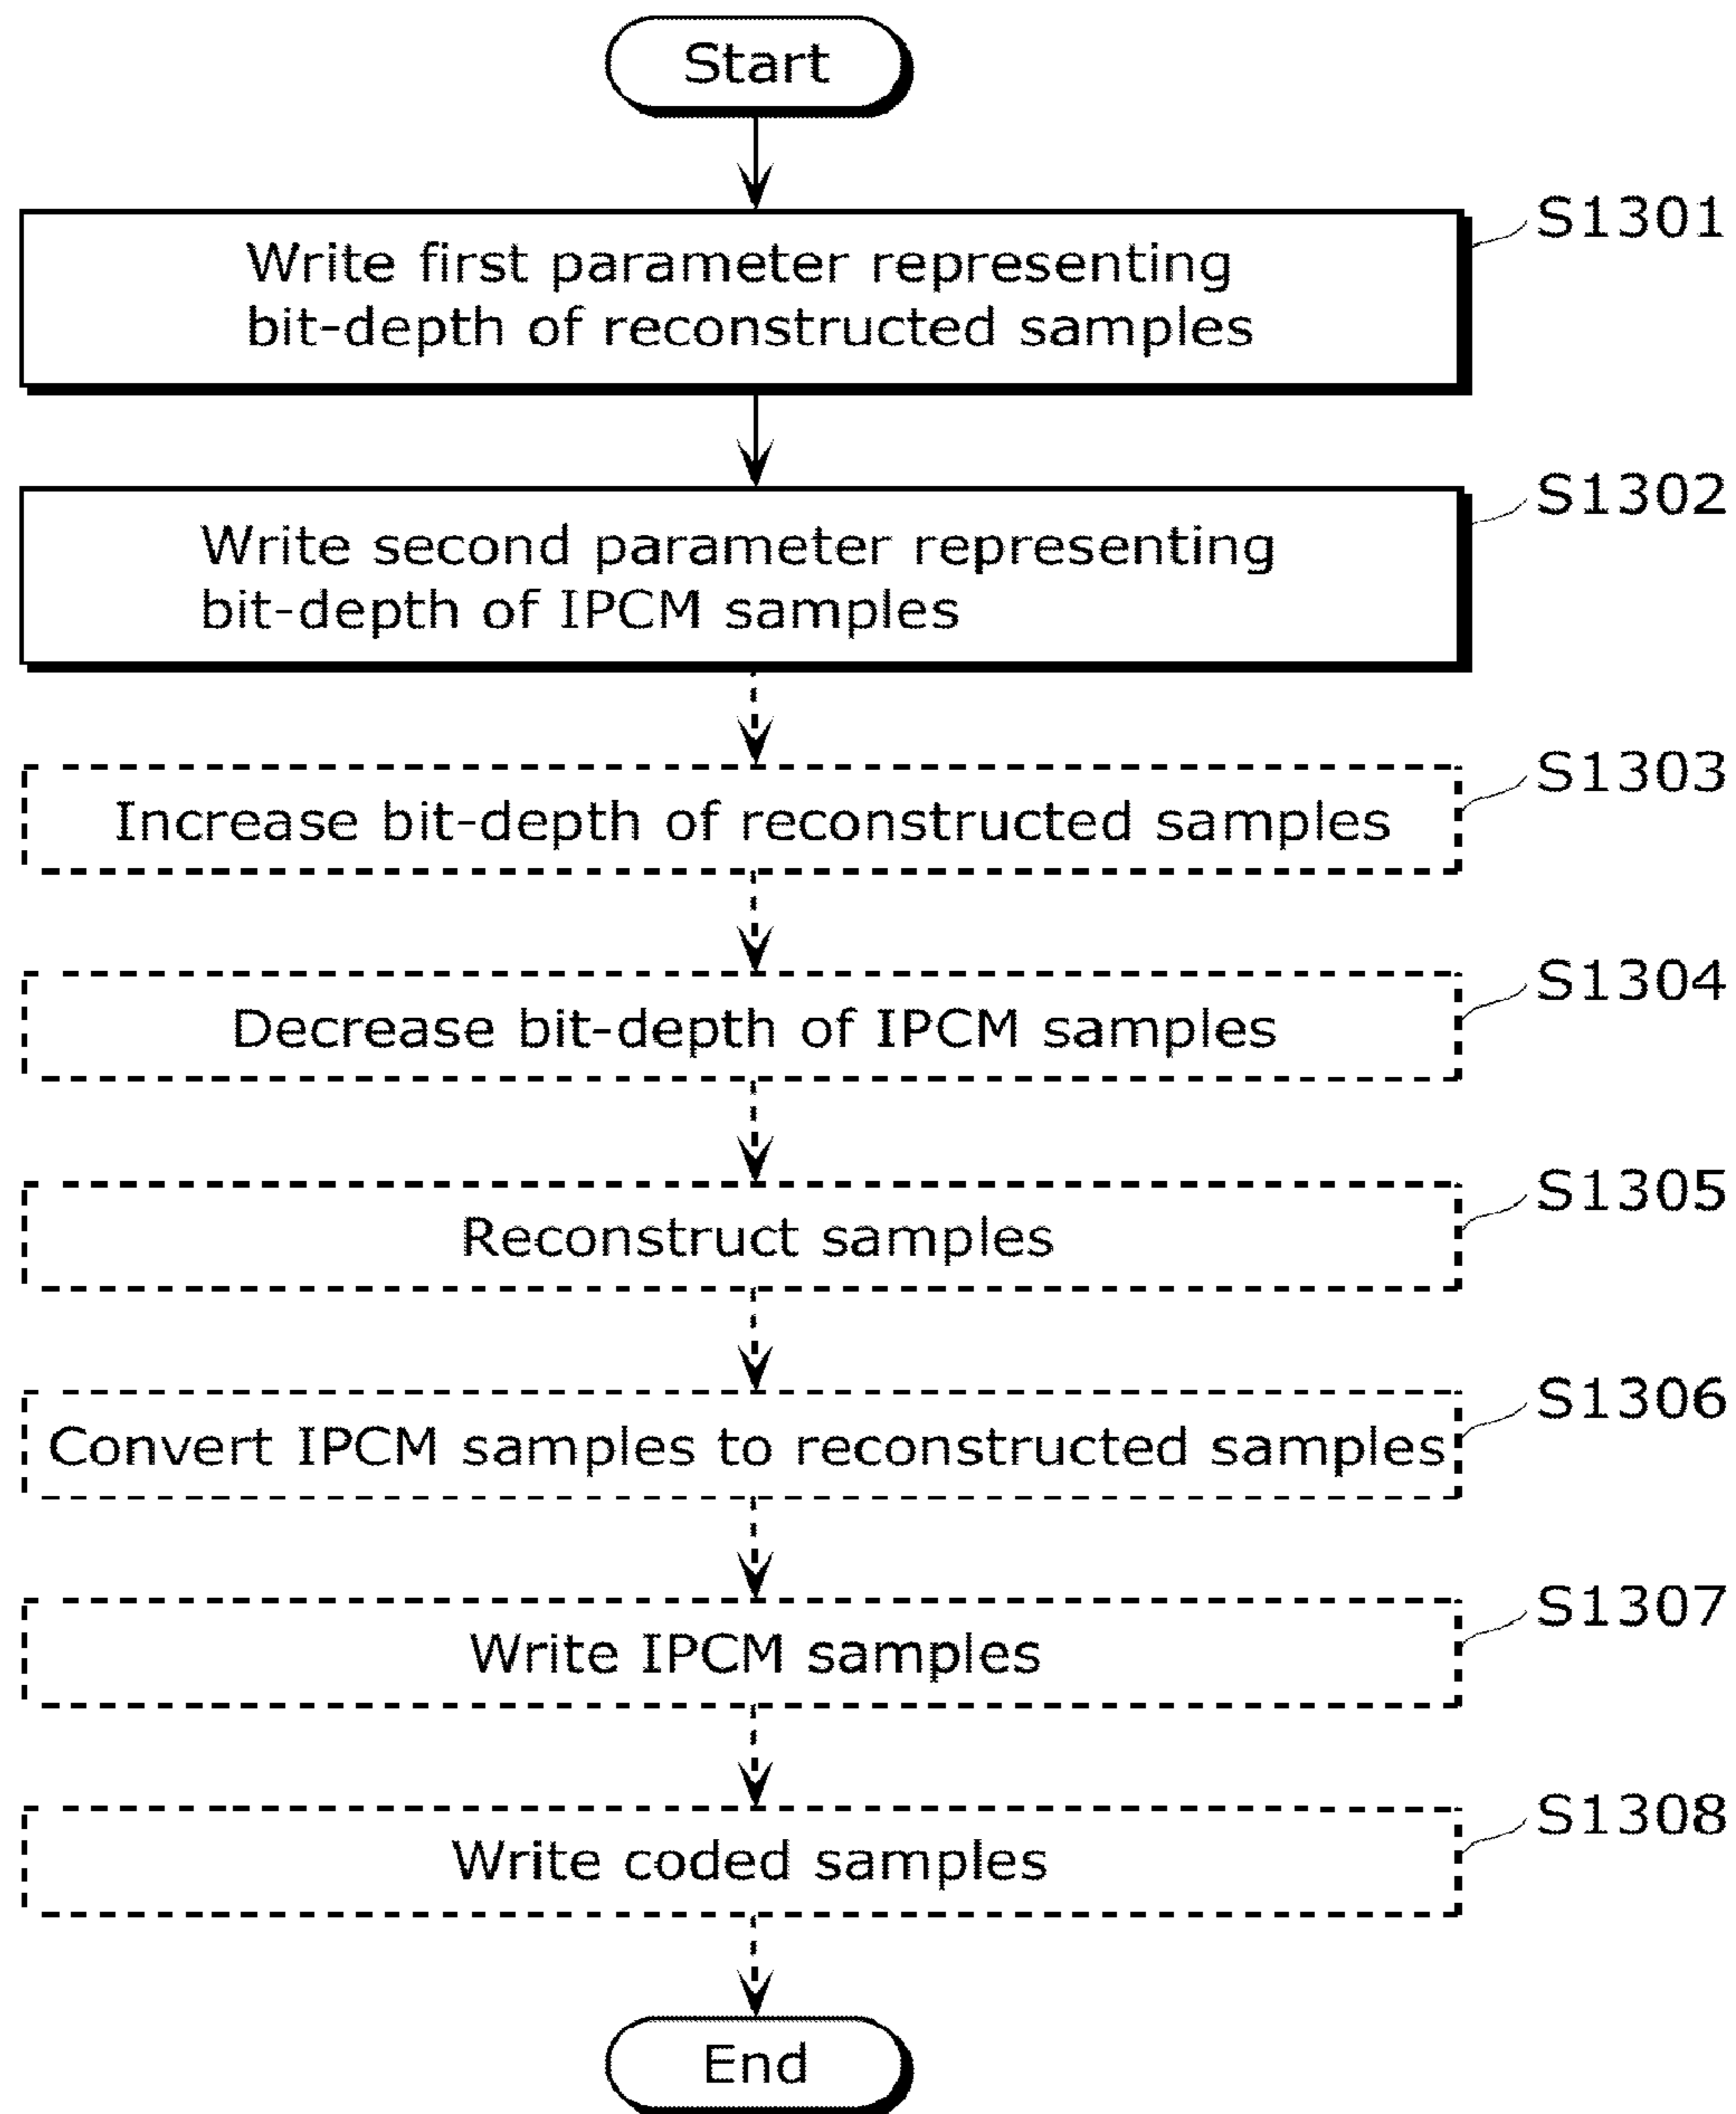 Start
S1301
Write first parameter representing
bit-depth of reconstructed samples
S1302
Write second parameter representing
bit-depth of IPCM samples
S1303
Increase bit-depth of reconstructed samples
S1304
Decrease bit-depth of IPCM samples
S1305
Reconstruct samples
S1306
Convert IPCM samples to reconstructed samples
S1307
Write IPCM samples
S1308
Write coded samples
End